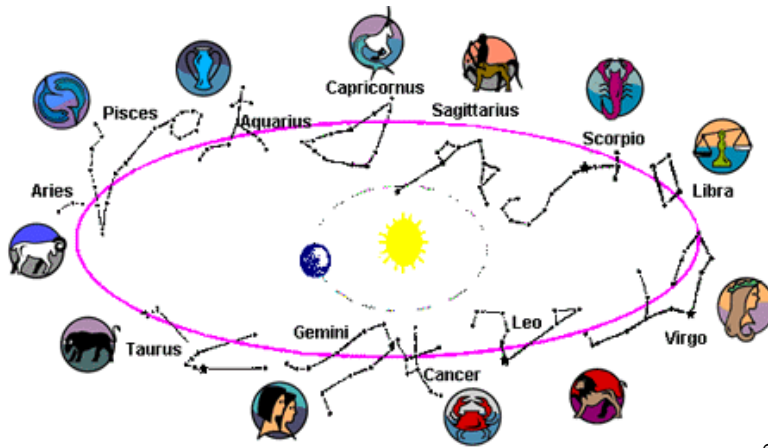 Capricornus
Pisces
Sagittarius
Aquarius
Scorpio
Aries
Libra
Gemini
Leo
Taurus
Virgo
Cancer